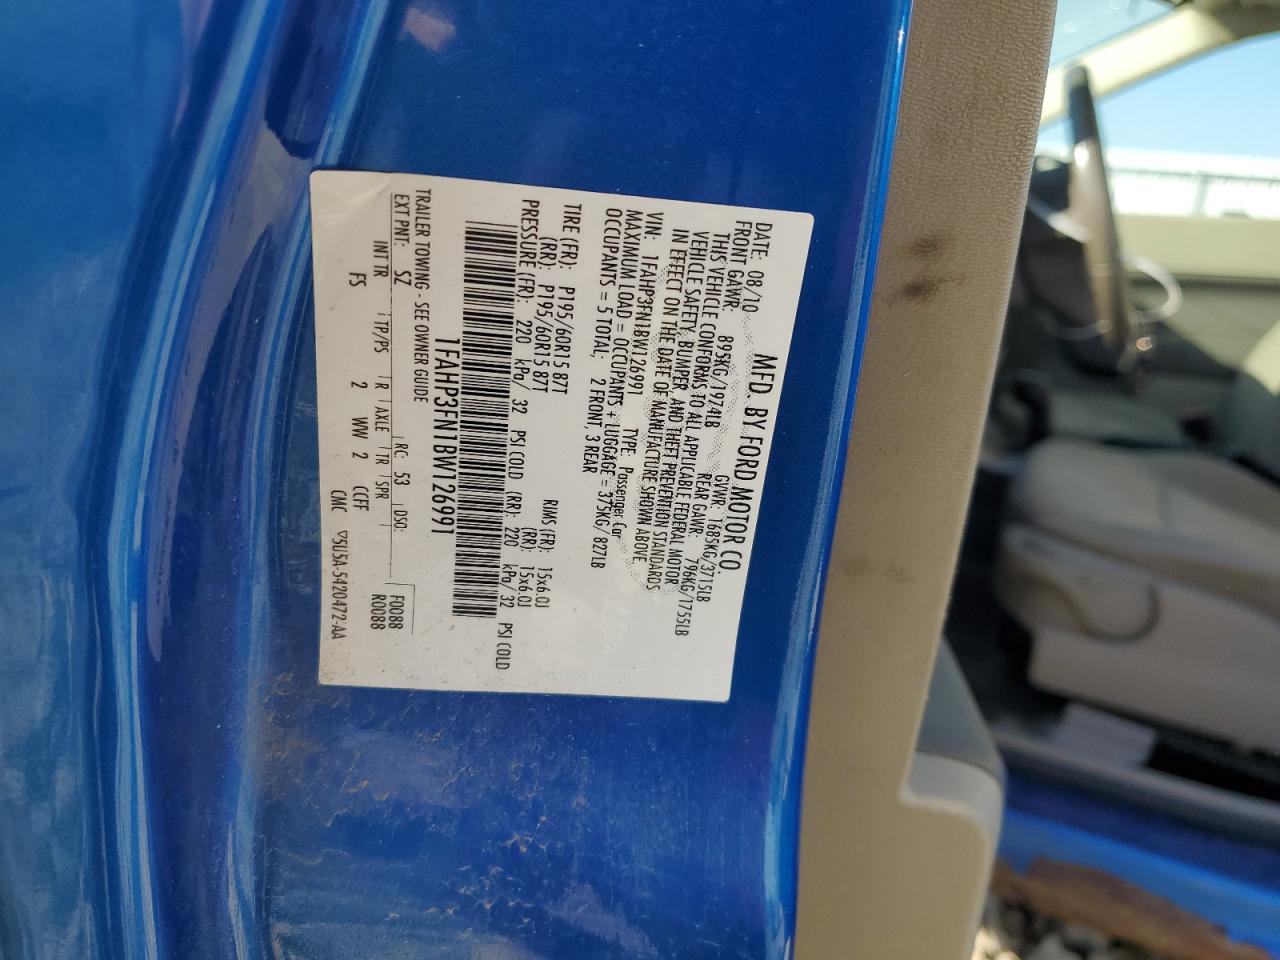 MFD. BY FORD MOTOR CO.
DATE: 08/10 GVWR: 1685KG/3715LB
FRONT GAWR: 895KG/1974LB REAR GAWR: 796KG/1755LB
THIS VEHICLE CONFORMS TO ALL APPLICABLE FEDERAL MOTOR
VEHICLE SAFETY, BUMPER, AND THEFT PREVENTION STANDARDS
IN EFFECT ON THE DATE OF MANUFACTURE SHOWN ABOVE.
VIN: 1FAHP3FN1BW126991 TYPE: Passenger Car
MAXIMUM LOAD = OCCUPANTS + LUGGAGE = 375KG/ 827LB
OCCUPANTS = 5 TOTAL, 2 FRONT, 3 REAR
TIRE (FR): P195/60R15 87T RIMS (FR): 15x6.0J
(RR): P195/60R15 87T (RR): 15x6.0J
PRESSURE (FR): 220 kPa/ 32 PSI COLD (RR): 220 kPa/ 32 PSI COLD
1FAHP3FN1BW126991
TRAILER TOWING - SEE OWNER GUIDE
EXT PNT: SZ RC: 53 DSO: F0088
R0088
INT TR TP/PS R AXLE TR SPR
FS 2 WW 2 CCFF
CNC ▽5U5A-5420472-AA